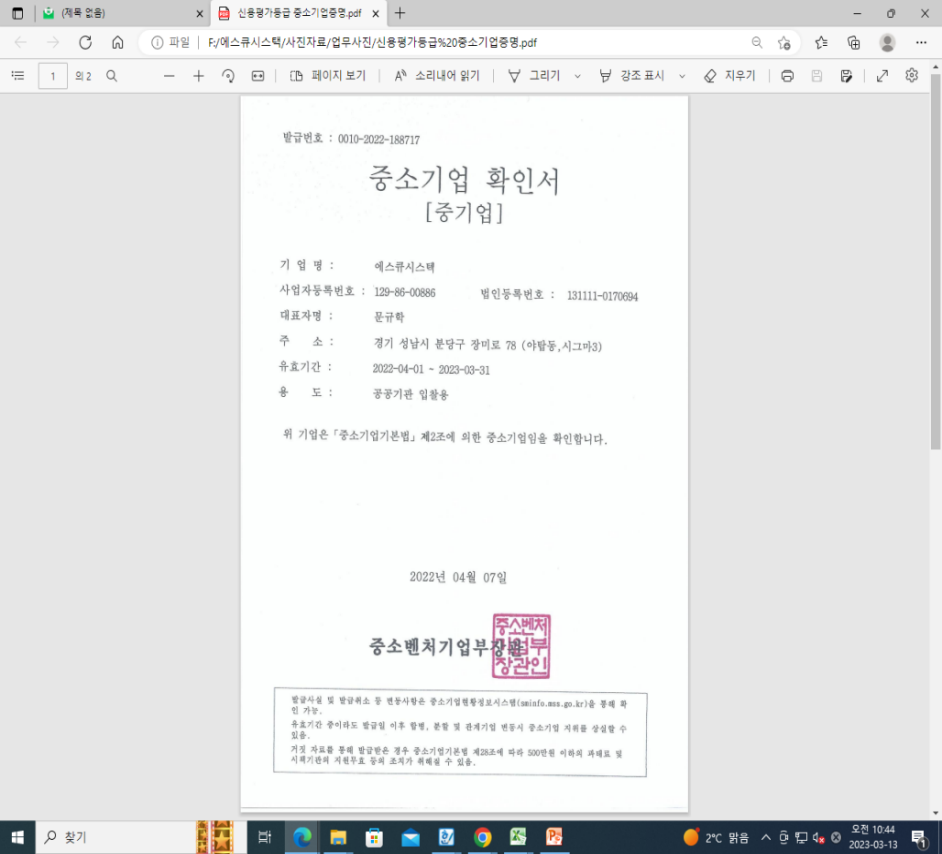 (제목 없음)
신용평가등급 중소기업증명.pdf
파일
F:/에스큐시스택/사진자료/업무사진/신용평가등급%20중소기업증명.pdf
1 의 2
페이지 보기
소리내어 읽기
그리기
강조 표시
지우기
발급번호 : 0010-2022-188717
중소기업 확인서
[중기업]
기 업 명 : 에스큐시스택
사업자등록번호 : 129-86-00886 법인등록번호 : 131111-0170694
대표자명 : 문규학
주 소 : 경기 성남시 분당구 장미로 78 (야탑동,시그마3)
유효기간 : 2022-04-01 ~ 2023-03-31
용 도 : 공공기관 입찰용
위 기업은「중소기업기본법」제2조에 의한 중소기업임을 확인합니다.
2022년 04월 07일
중소벤처기업부장관
중소벤처
기업부
장관인
발급사실 및 발급취소 등 변동사항은 중소기업현황정보시스템(sminfo.mss.go.kr)을 통해 확
인 가능.
유효기간 중이라도 발급일 이후 합병, 분할 및 관계기업 변동시 중소기업 지위를 상실할 수
있음.
거짓 자료를 통해 발급받은 경우 중소기업기본법 제28조에 따라 500만원 이하의 과태료 및
시책기관의 지원무효 등의 조치가 취해질 수 있음.
찾기
2°C 맑음
오전 10:44
2023-03-13
1